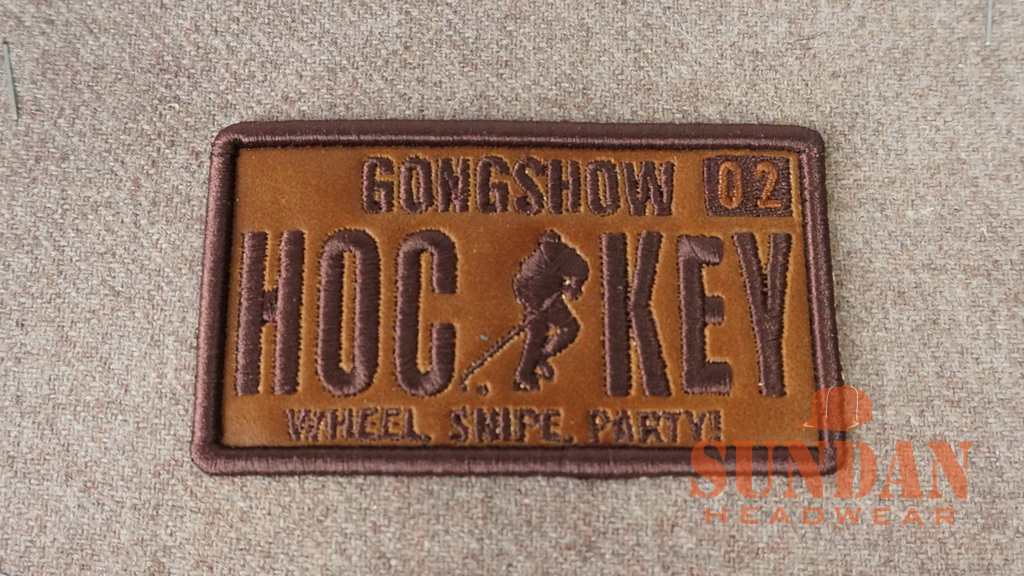 GONGSHOW 02
HOC KEY
WHEEL, SNIPE, PARTY!
SUNDAN
HEADWEAR